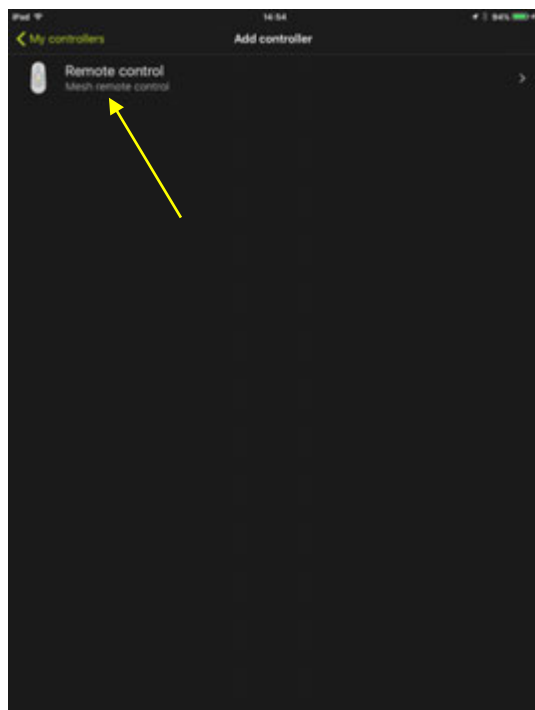 iPad 14:54 94%
My controllers Add controller
Remote control
Mesh remote control